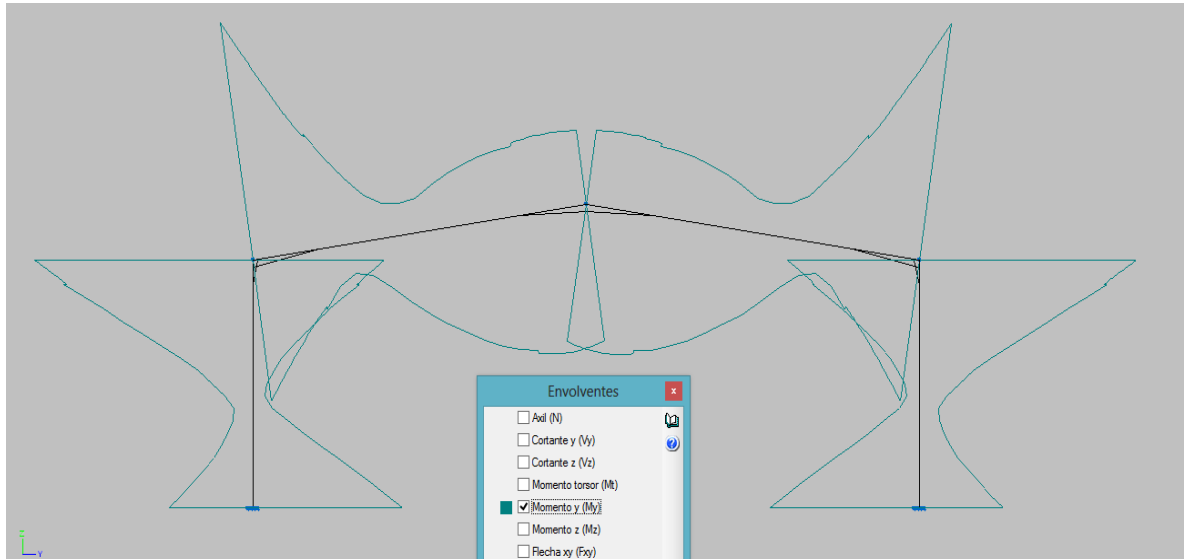 Envolventes
x
Axil (N)
Cortante y (Vy)
Cortante z (Vz)
Momento torsor (Mt)
Momento y (My)
Momento z (Mz)
Flecha xy (Fxy)
?
Y